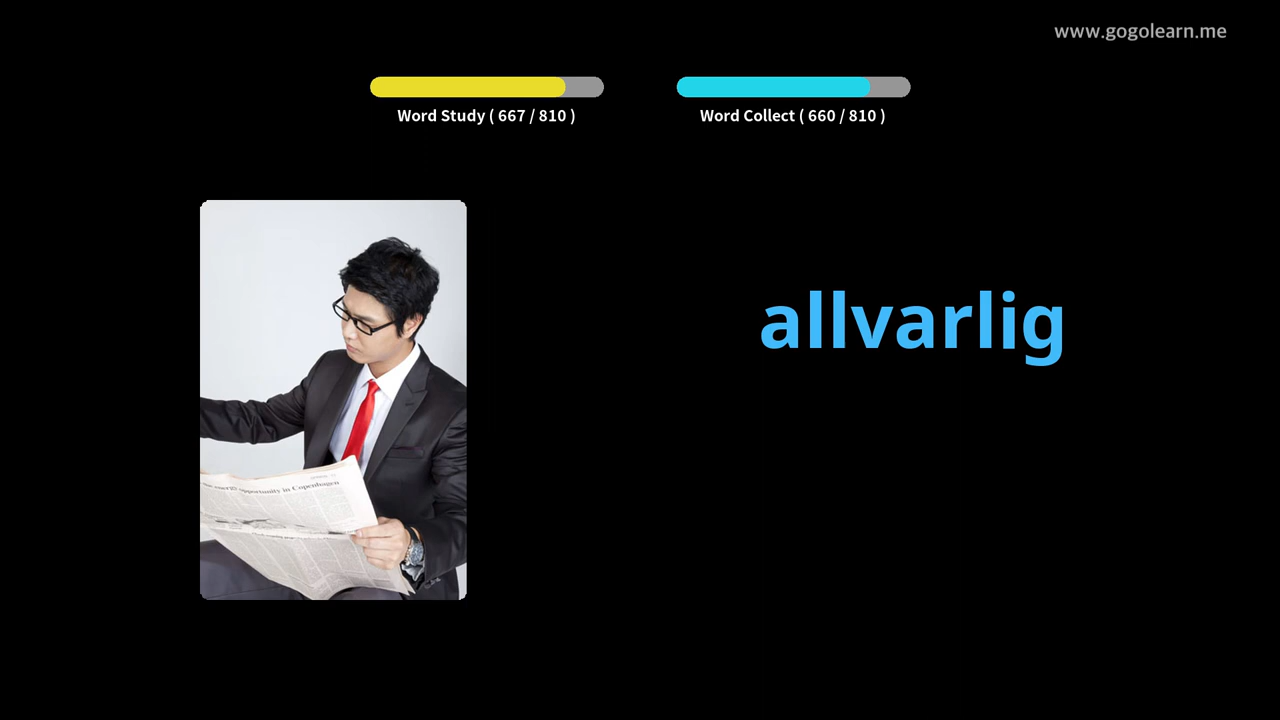 www.gogolearn.me
Word Study ( 667 / 810 )
Word Collect ( 660 / 810 )
allvarlig
opportunity in Copenhagen